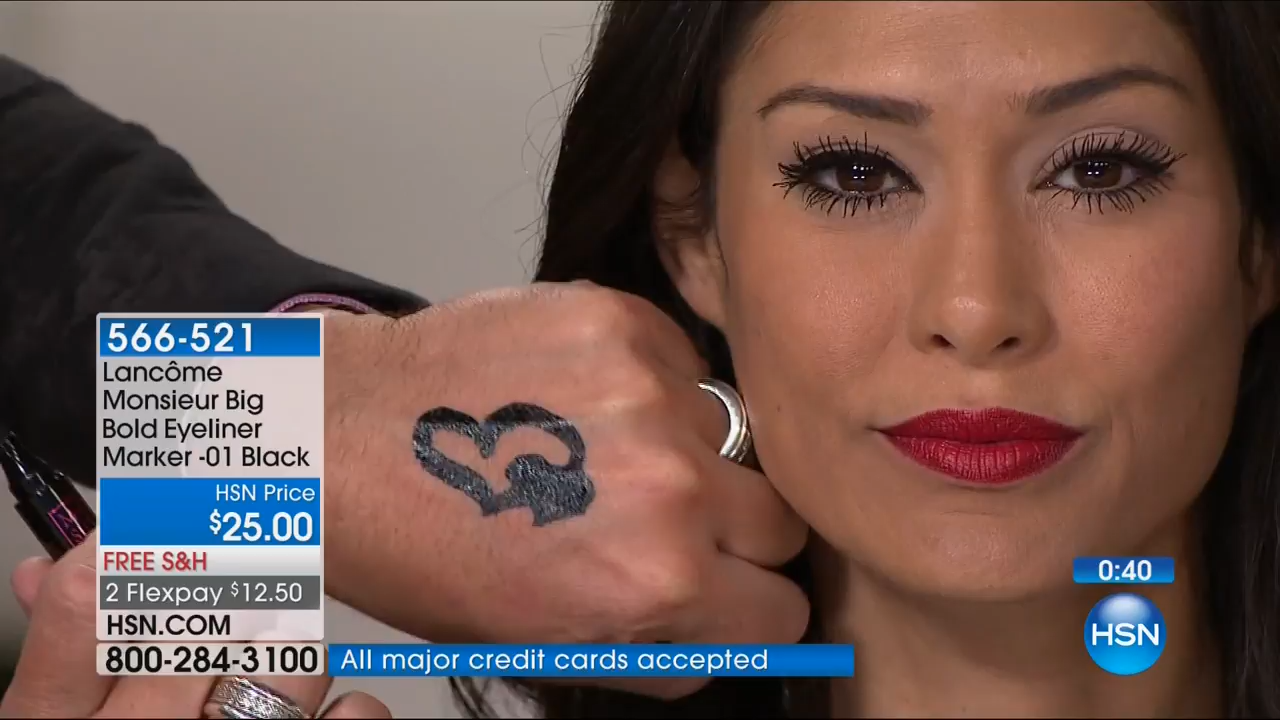 566-521
Lancôme
Monsieur Big
Bold Eyeliner
Marker -01 Black
HSN Price
$25.00
FREE S&H
2 Flexpay $12.50
HSN.COM
800-284-3100
All major credit cards accepted
0:40
HSN